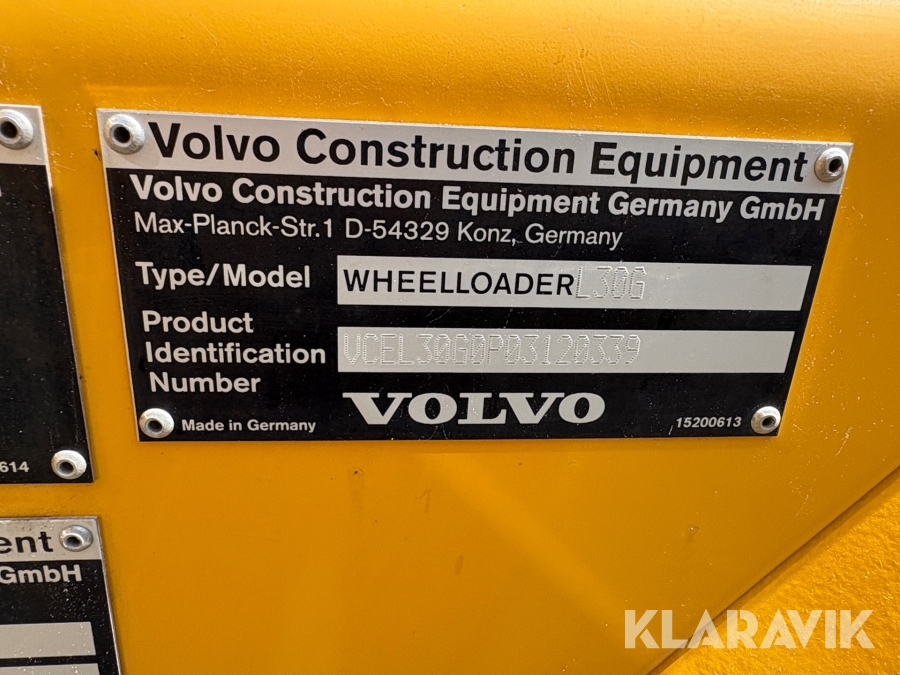 Volvo Construction Equipment
Volvo Construction Equipment Germany GmbH
Max-Planck-Str.1 D-54329 Konz, Germany
Type/Model WHEELLOADER L30G
Product
Identification
Number
VCEL30G0P03120339
VOLVO
Made in Germany
15200613
614
ent
GmbH
KLARAVIK